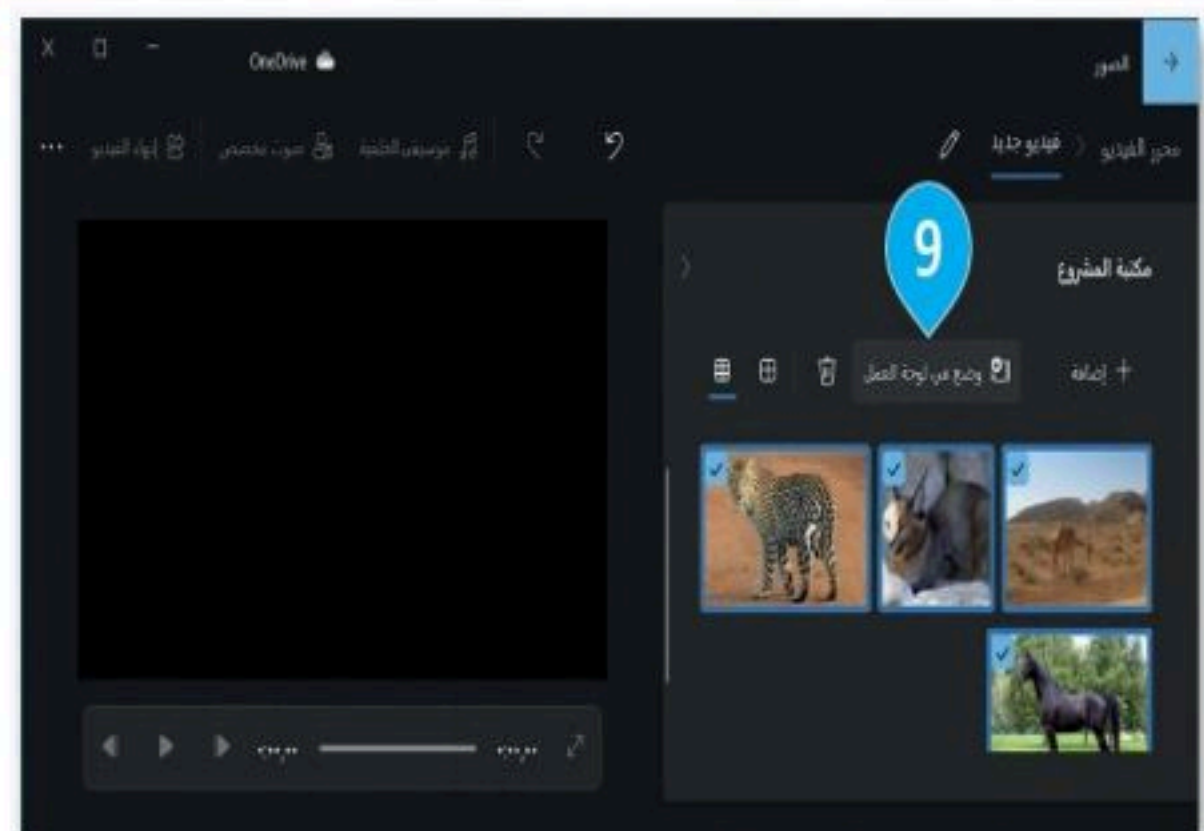 الصور
OneDrive
محرر الفيديو
فيديو جديد
موسيقى الخلفية
صوت مخصص
إنهاء الفيديو
9
مكتبة المشروع
+ إضافة
وضع في لوحة العمل